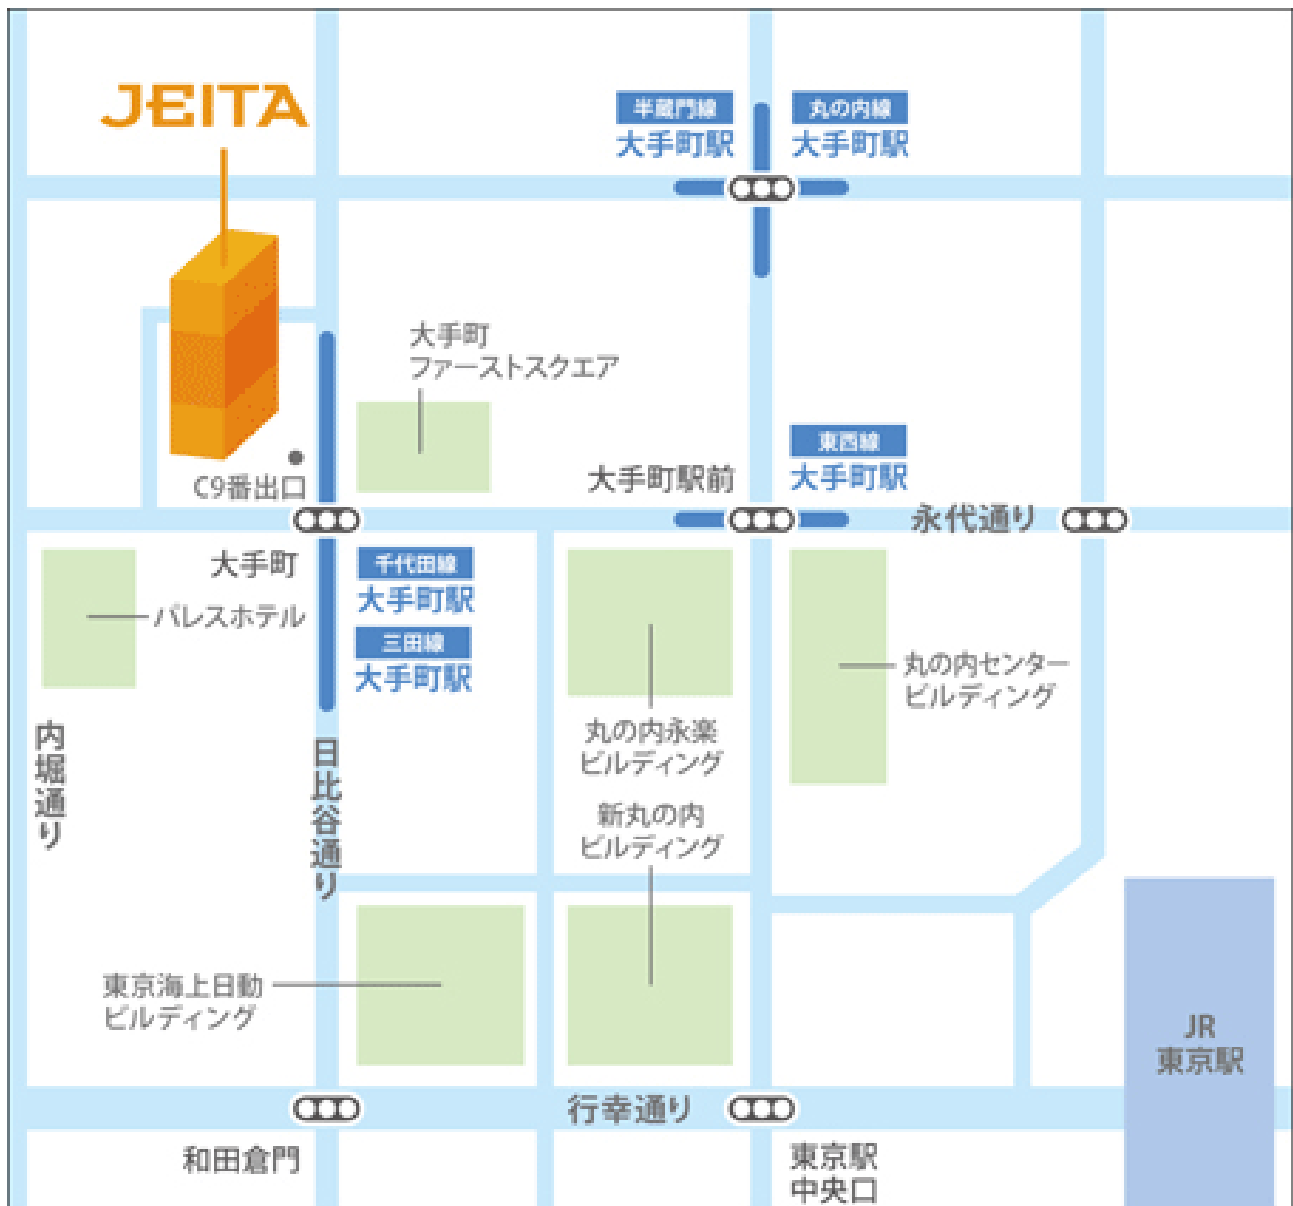 JEITA
半蔵門線
大手町駅
丸の内線
大手町駅
大手町
ファーストスクエア
東西線
大手町駅
大手町駅前
C9番出口
永代通り
大手町
パレスホテル
千代田線
大手町駅
三田線
大手町駅
丸の内センター
ビルディング
丸の内永楽
ビルディング
内堀通り
日比谷通り
新丸の内
ビルディング
東京海上日動
ビルディング
JR
東京駅
行幸通り
和田倉門
東京駅
中央口